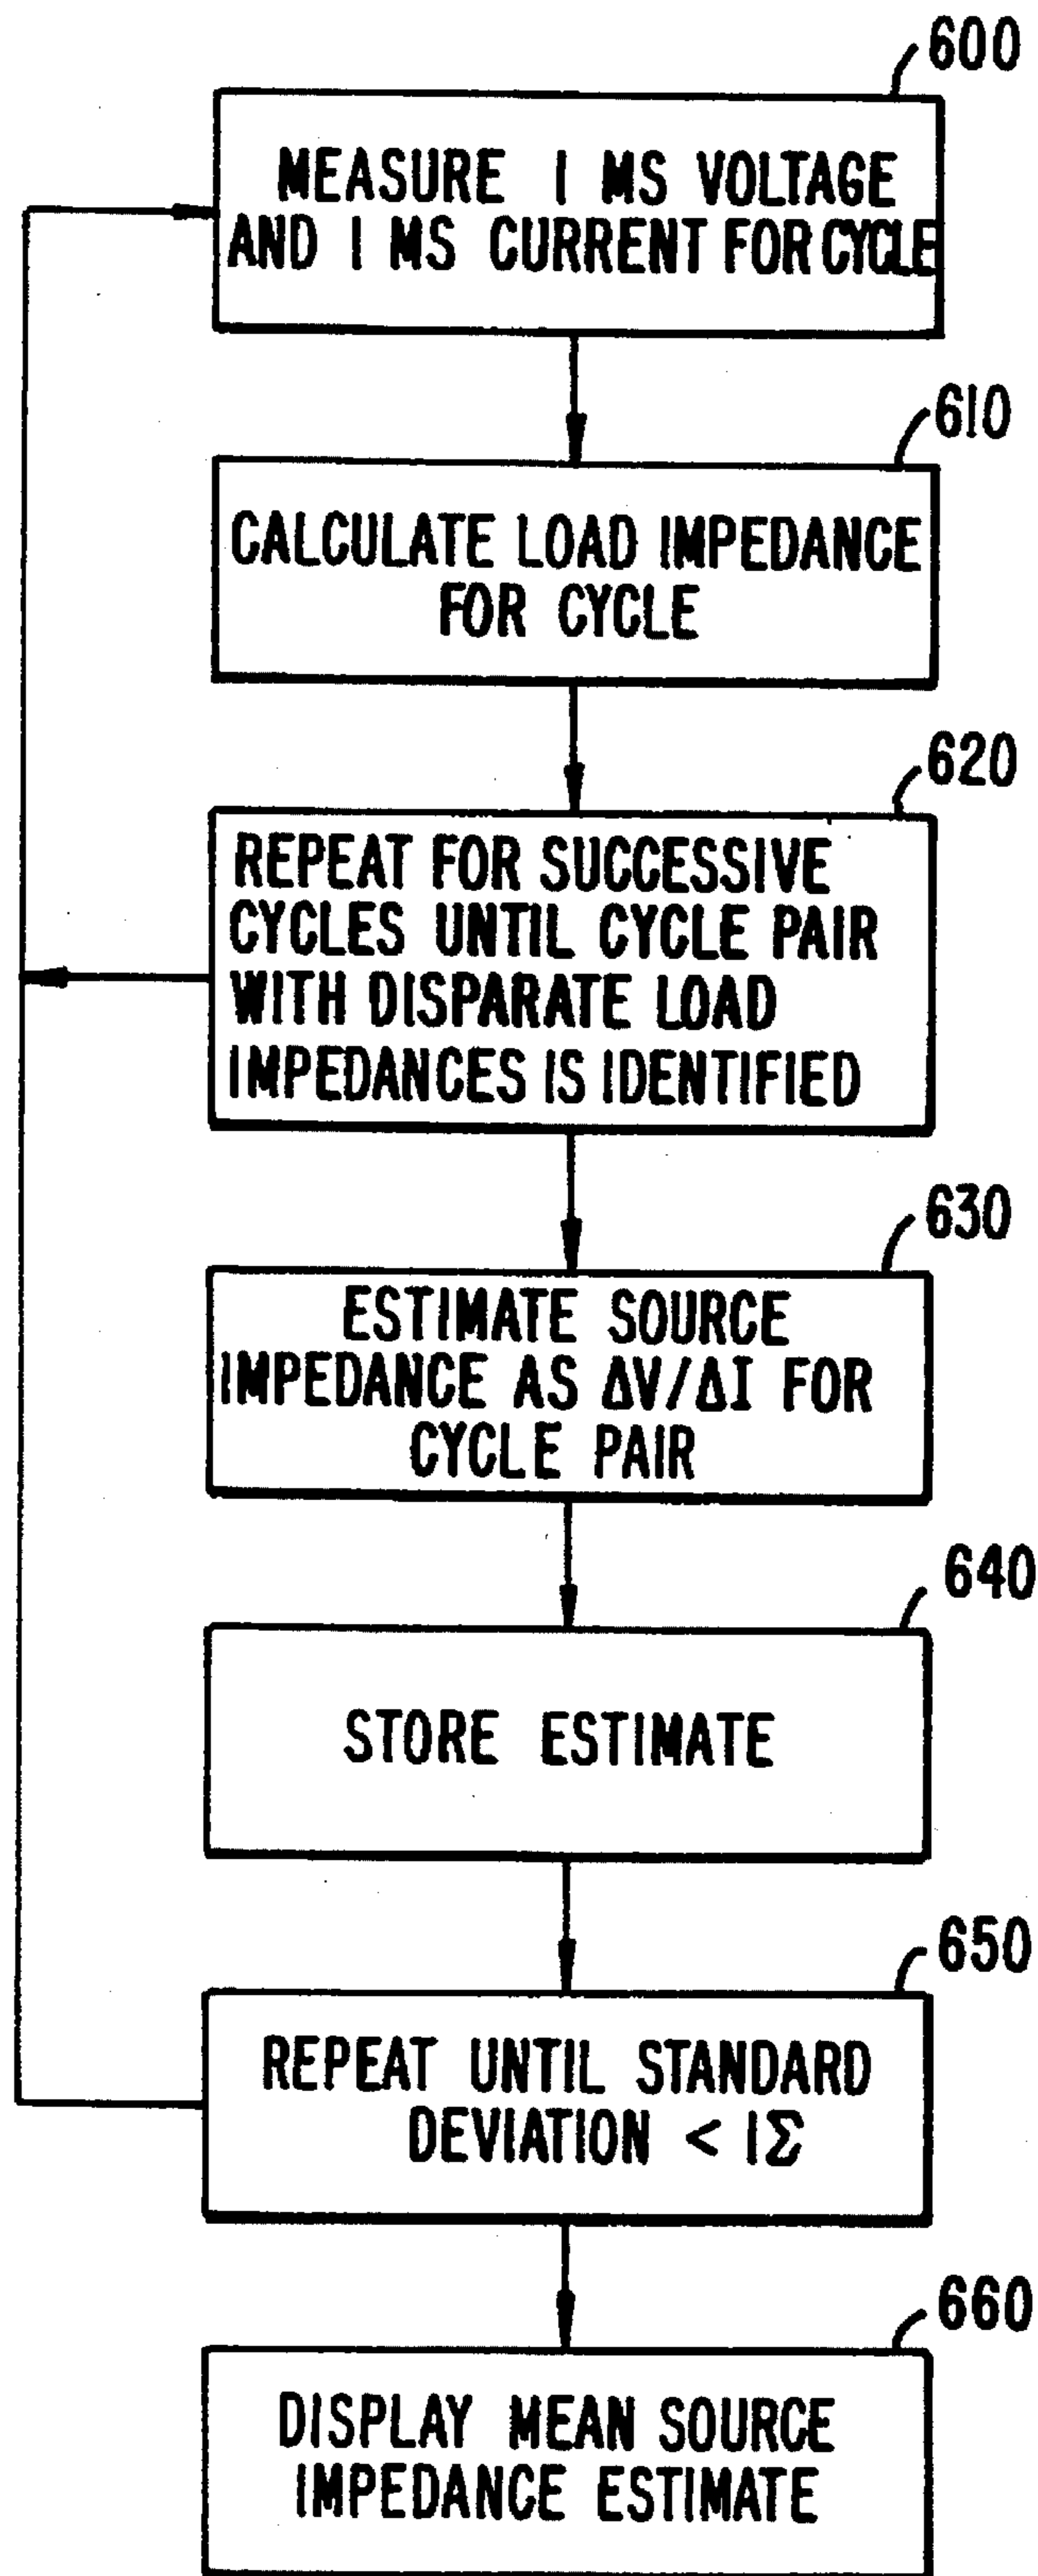 600
MEASURE 1 MS VOLTAGE
AND 1 MS CURRENT FOR CYCLE
610
CALCULATE LOAD IMPEDANCE
FOR CYCLE
620
REPEAT FOR SUCCESSIVE
CYCLES UNTIL CYCLE PAIR
WITH DISPARATE LOAD
IMPEDANCES IS IDENTIFIED
630
ESTIMATE SOURCE
IMPEDANCE AS ΔV/ΔI FOR
CYCLE PAIR
640
STORE ESTIMATE
650
REPEAT UNTIL STANDARD
DEVIATION < 1Σ
660
DISPLAY MEAN SOURCE
IMPEDANCE ESTIMATE